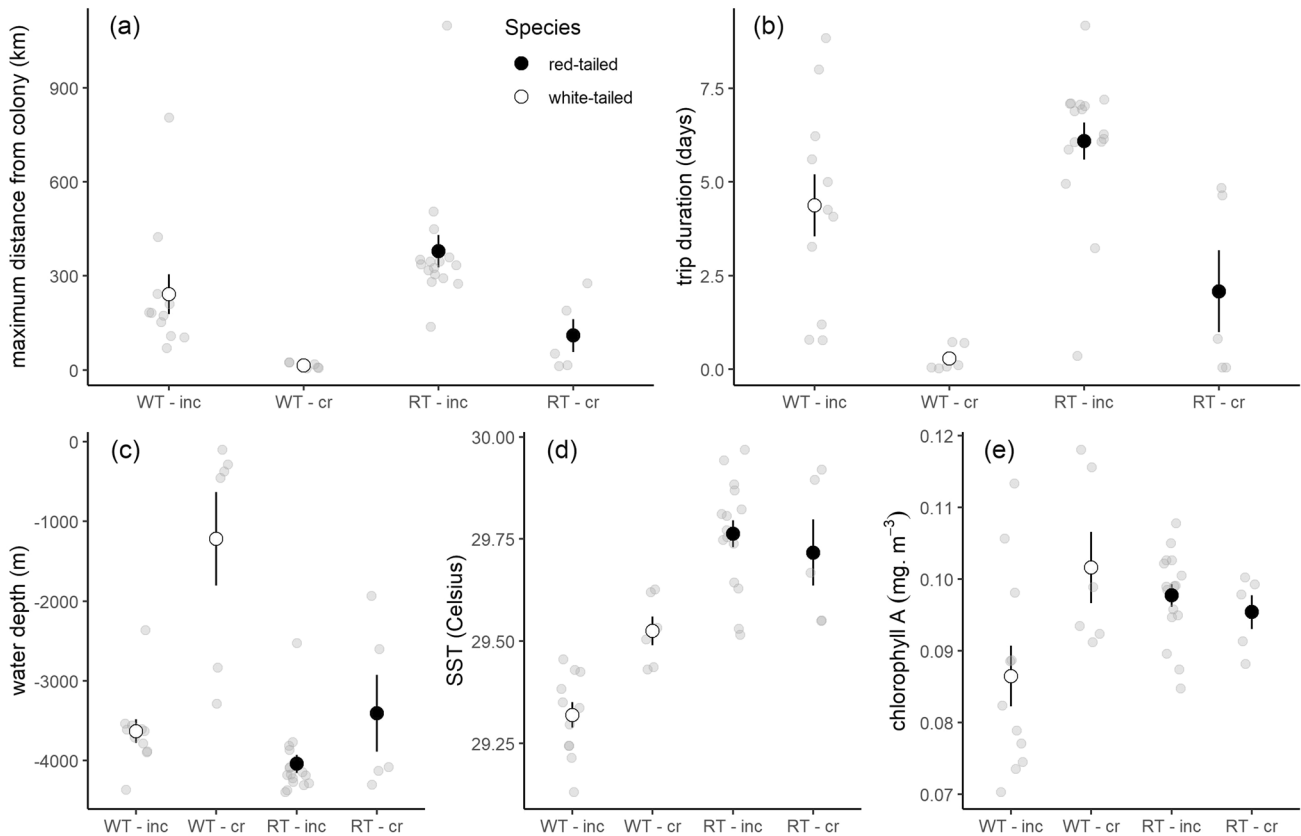 (a)
Species
red-tailed
white-tailed
maximum distance from colony (km)
900
600
300
0
WT - inc
WT - cr
RT - inc
RT - cr
(b)
trip duration (days)
7.5
5.0
2.5
0.0
WT - inc
WT - cr
RT - inc
RT - cr
(c)
water depth (m)
0
-1000
-2000
-3000
-4000
WT - inc
WT - cr
RT - inc
RT - cr
(d)
SST (Celsius)
30.00
29.75
29.50
29.25
WT - inc
WT - cr
RT - inc
RT - cr
(e)
chlorophyll A (mg. m⁻³)
0.12
0.11
0.10
0.09
0.08
0.07
WT - inc
WT - cr
RT - inc
RT - cr